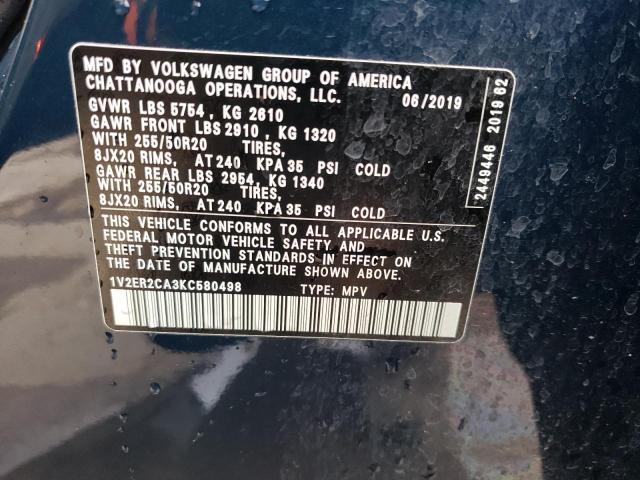 MFD BY VOLKSWAGEN GROUP OF AMERICA
CHATTANOOGA OPERATIONS, LLC.
06/2019
GVWR LBS 5754 , KG 2610
GAWR FRONT LBS 2910 , KG 1320
WITH 255/50R20 TIRES,
8JX20 RIMS, AT 240 KPA 35 PSI COLD
GAWR REAR LBS 2954, KG 1340
WITH 255/50R20 TIRES,
8JX20 RIMS, AT 240 KPA 35 PSI COLD
THIS VEHICLE CONFORMS TO ALL APPLICABLE U.S.
FEDERAL MOTOR VEHICLE SAFETY AND
THEFT PREVENTION STANDARDS IN EFFECT ON
THE DATE OF MANUFACTURE SHOWN ABOVE.
1V2ER2CA3KC580498 TYPE: MPV
2449446 2019 62